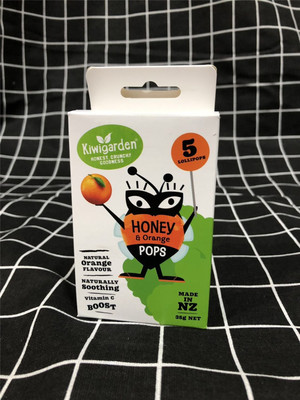 Kiwigarden
HONEST CRUNCHY
GOODNESS
5
LOLLIPOPS
HONEY
& Orange
POPS
NATURAL
Orange
FLAVOUR
NATURALLY
Soothing
Vitamin C
BOOST
MADE
IN
NZ
36g NET